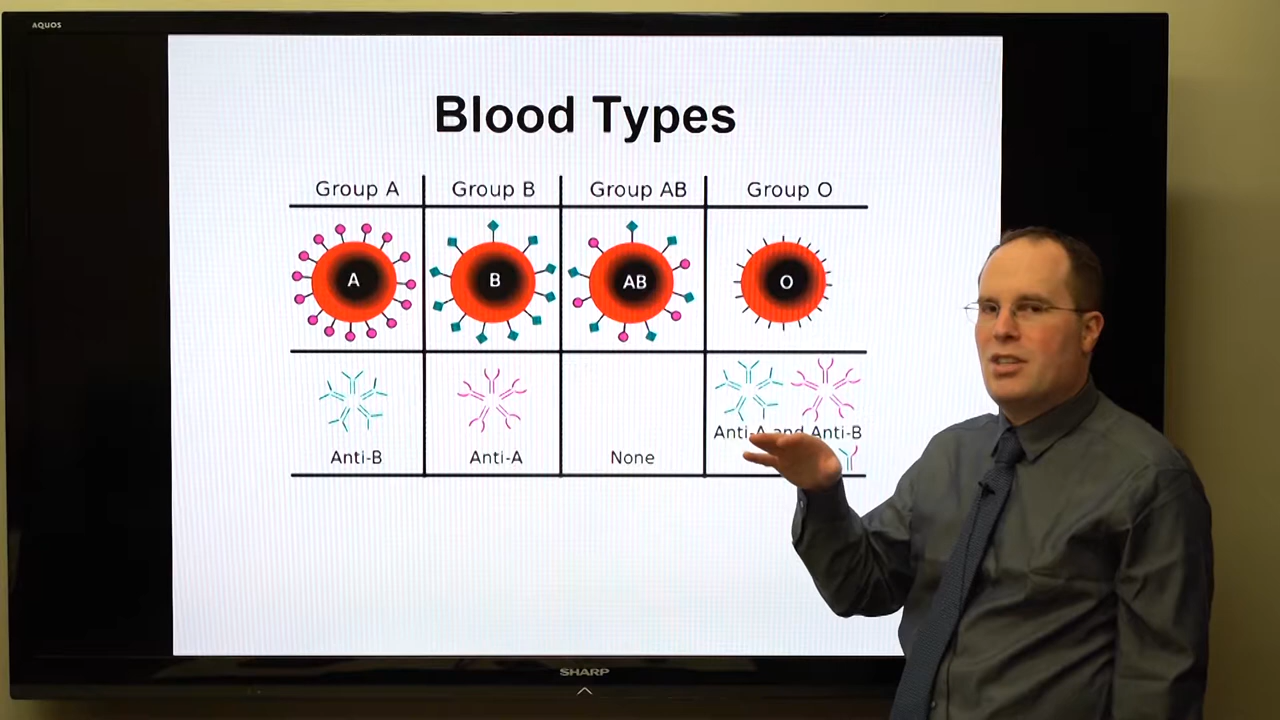 AQUOS
Blood Types
Group A Group B Group AB Group O
A B AB O
Anti-A and Anti-B
Anti-B Anti-A None
SHARP